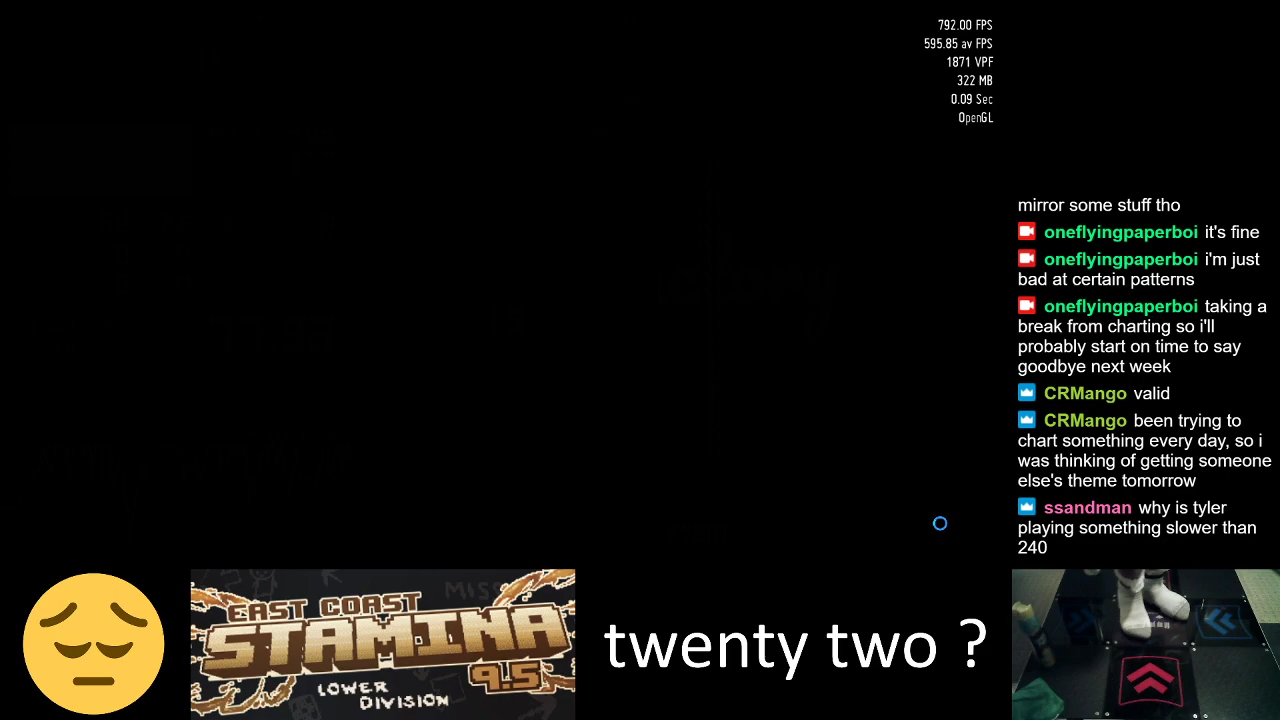 792.00 FPS
595.85 av FPS
1871 VPF
322 MB
0.09 Sec
OpenGL
mirror some stuff tho
oneflyingpaperboi it's fine
oneflyingpaperboi i'm just
bad at certain patterns
oneflyingpaperboi taking a
break from charting so i'll
probably start on time to say
goodbye next week
CRMango valid
CRMango been trying to
chart something every day, so i
was thinking of getting someone
else's theme tomorrow
ssandman why is tyler
playing something slower than
240
EAST COAST
STAMINA
9.5
LOWER
DIVISION
twenty two ?